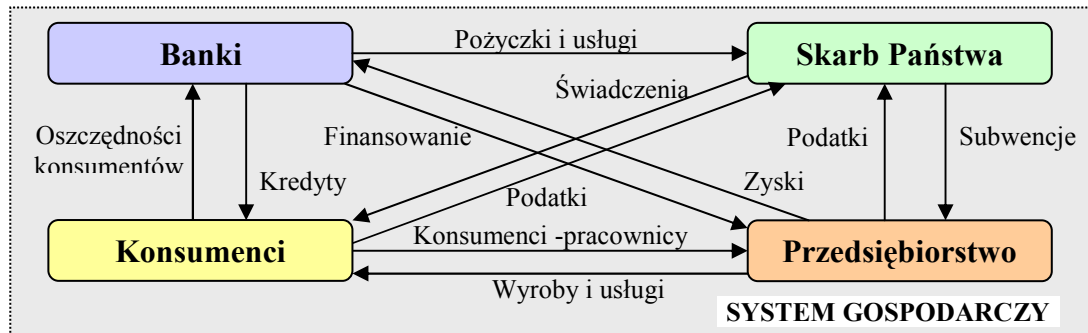 Banki
Pożyczki i usługi
Skarb Państwa
Świadczenia
Oszczędności
konsumentów
Finansowanie
Podatki
Subwencje
Kredyty
Podatki
Zyski
Konsumenci
Konsumenci -pracownicy
Przedsiębiorstwo
Wyroby i usługi
SYSTEM GOSPODARCZY